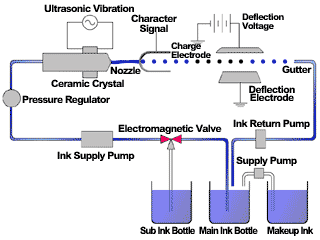 Ultrasonic Vibration
Character
Signal
Deflection
Voltage
Charge
Electrode
Nozzle
Gutter
Ceramic Crystal
Pressure Regulator
Deflection
Electrode
Electromagnetic Valve
Ink Return Pump
Ink Supply Pump
Supply Pump
Sub Ink Bottle
Main Ink Bottle
Makeup Ink